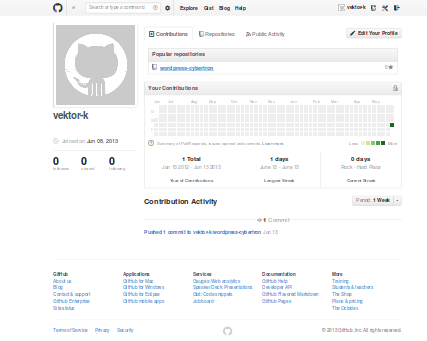 Search or type a command
Explore Gist Blog Help
vektor-k
Contributions
Repositories
Public Activity
Edit Your Profile
Popular repositories
wordpress-cybertron
0 ★
Your Contributions
Jun Jul Aug Sep Oct Nov Dec Jan Feb Mar Apr May
Summary of Pull Requests, issues opened and commits. Learn more.
Less More
vektor-k
Joined on Jun 08, 2013
0 0 0
followers starred following
1 Total
Jun 13 2012 - Jun 13 2013
Year of Contributions
1 days
June 13 - June 13
Longest Streak
0 days
Rock - Hard Place
Current Streak
Contribution Activity
Period: 1 Week
1 Commit
Pushed 1 commit to vektor-k/wordpress-cybertron Jun 13
GitHub
About us
Blog
Contact & support
GitHub Enterprise
Site status
Applications
GitHub for Mac
GitHub for Windows
GitHub for Eclipse
GitHub mobile apps
Services
Gauges: Web analytics
Speaker Deck: Presentations
Gist: Code snippets
Job board
Documentation
GitHub Help
Developer API
GitHub Flavored Markdown
GitHub Pages
More
Training
Students & teachers
The Shop
Plans & pricing
The Octodex
Terms of Service Privacy Security
© 2013 GitHub, Inc. All rights reserved.